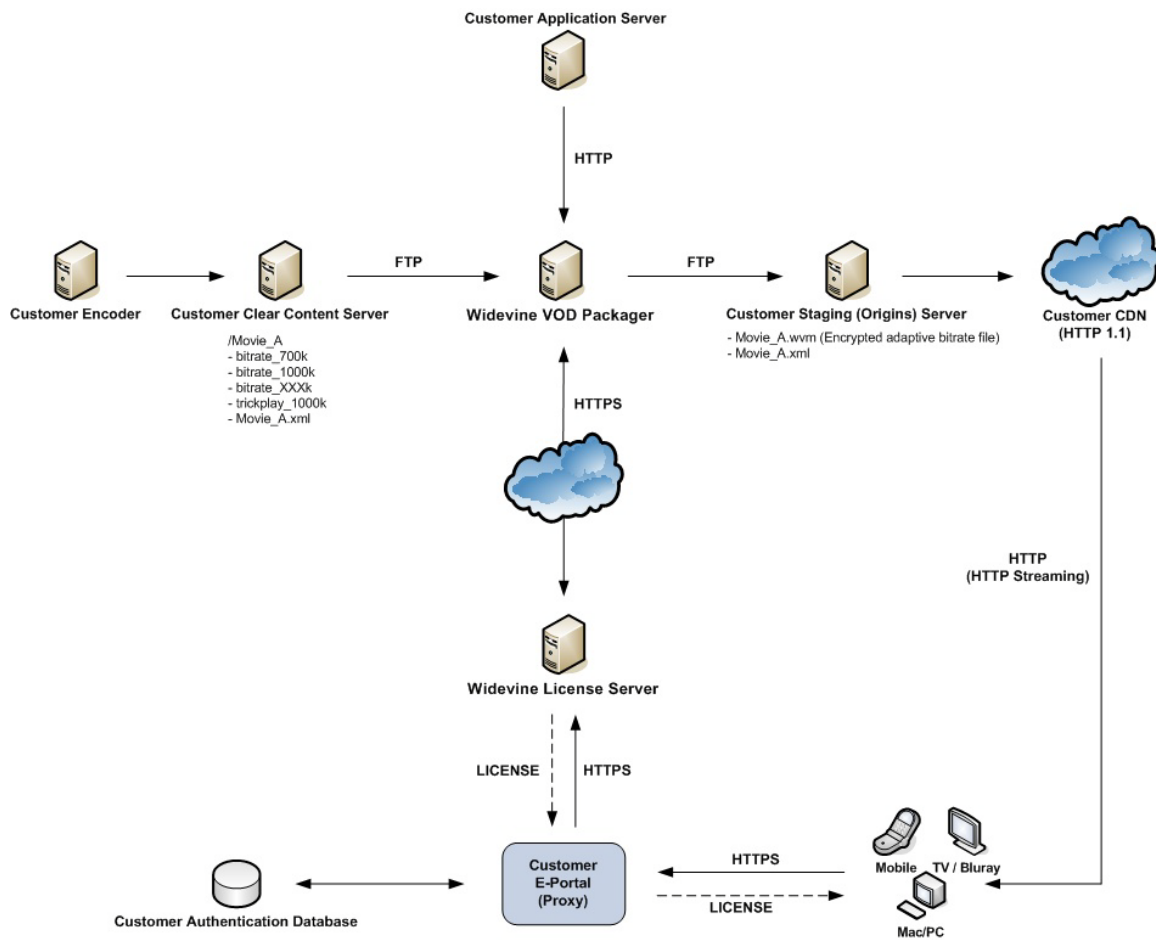 Customer Application Server
HTTP
FTP
FTP
Customer Encoder
Customer Clear Content Server
Widevine VOD Packager
Customer Staging (Origins) Server
Customer CDN
(HTTP 1.1)
/Movie_A
- bitrate_700k
- bitrate_1000k
- bitrate_XXXk
- trickplay_1000k
- Movie_A.xml
- Movie_A.wvm (Encrypted adaptive bitrate file)
- Movie_A.xml
HTTPS
HTTP
(HTTP Streaming)
Widevine License Server
LICENSE
HTTPS
Customer
E-Portal
(Proxy)
HTTPS
LICENSE
Mobile
TV / Bluray
Mac/PC
Customer Authentication Database